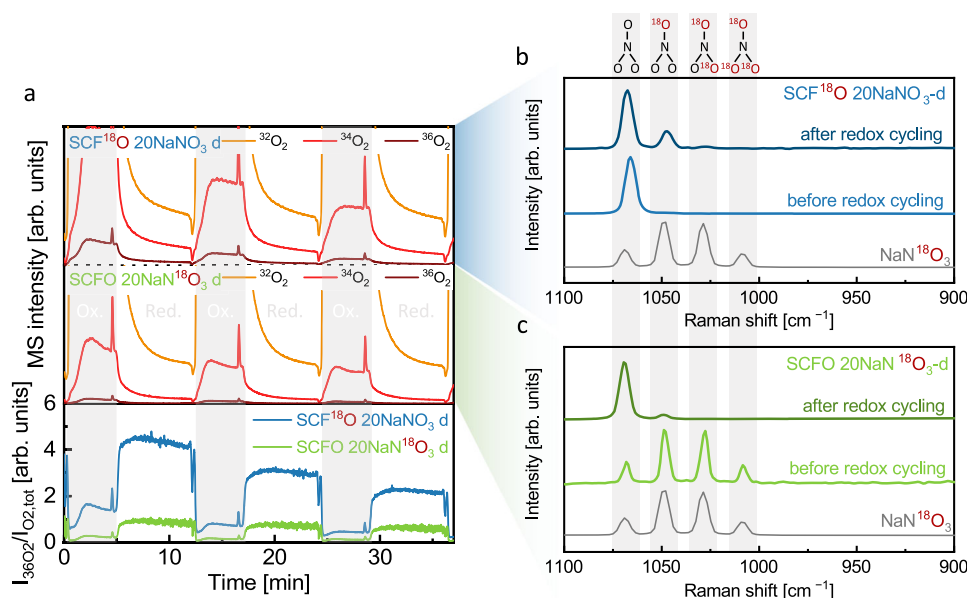 a
SCF¹⁸O 20NaNO₃ d
³²O₂
³⁴O₂
³⁶O₂
SCFO 20NaN¹⁸O₃ d
³²O₂
³⁴O₂
³⁶O₂
Ox. Red. Ox. Red. Ox. Red.
MS intensity [arb. units]
SCF¹⁸O 20NaNO₃ d
SCFO 20NaN¹⁸O₃ d
I₃₆O2/I_O2,tot [arb. units]
6
4
2
0
0 10 20 30
Time [min]
O ¹⁸O ¹⁸O ¹⁸O
N N N N
O O O O O ¹⁸O ¹⁸O ¹⁸O
b
SCF¹⁸O 20NaNO₃-d
after redox cycling
before redox cycling
NaN¹⁸O₃
Intensity [arb. units]
1100 1050 1000 950 900
Raman shift [cm⁻¹]
c
SCFO 20NaN ¹⁸O₃-d
after redox cycling
before redox cycling
NaN¹⁸O₃
Intensity [arb. units]
1100 1050 1000 950 900
Raman shift [cm⁻¹]